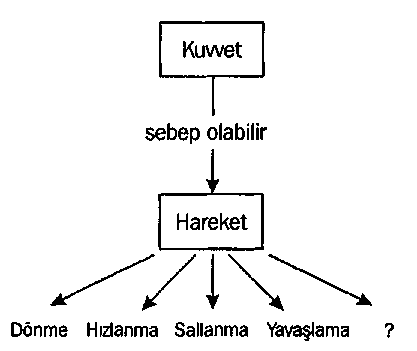 Kuvvet
sebep olabilir
Hareket
Dönme Hızlanma Sallanma Yavaşlama ?